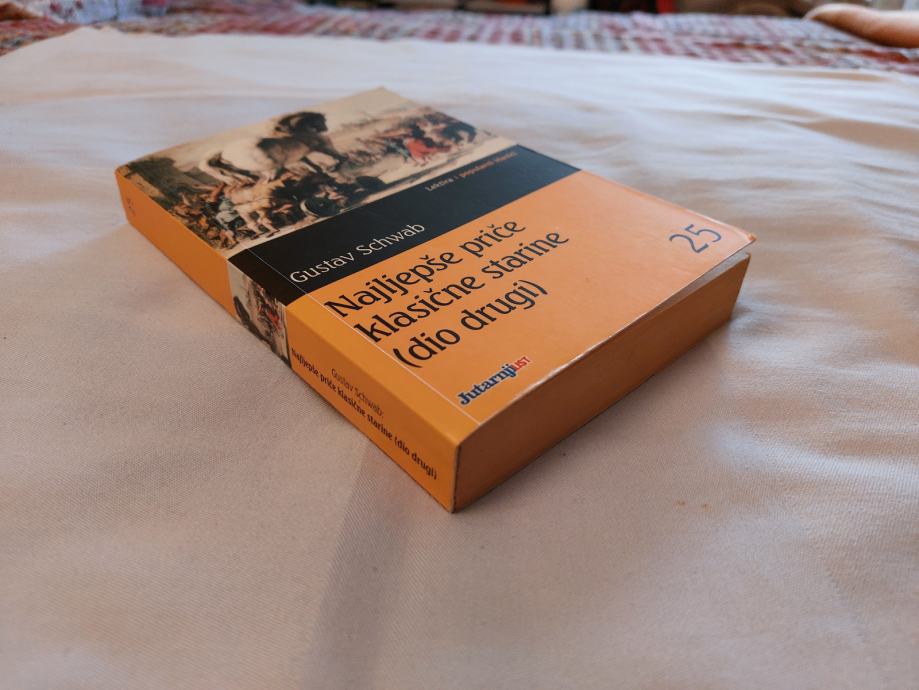 Lektira i popularni klasici
Gustav Schwab
Najljepše priče
klasične starine
(dio drugi)
25
JutarnjiLIST
Gustav Schwab:
Najljepše priče klasične starine (dio drugi)
25